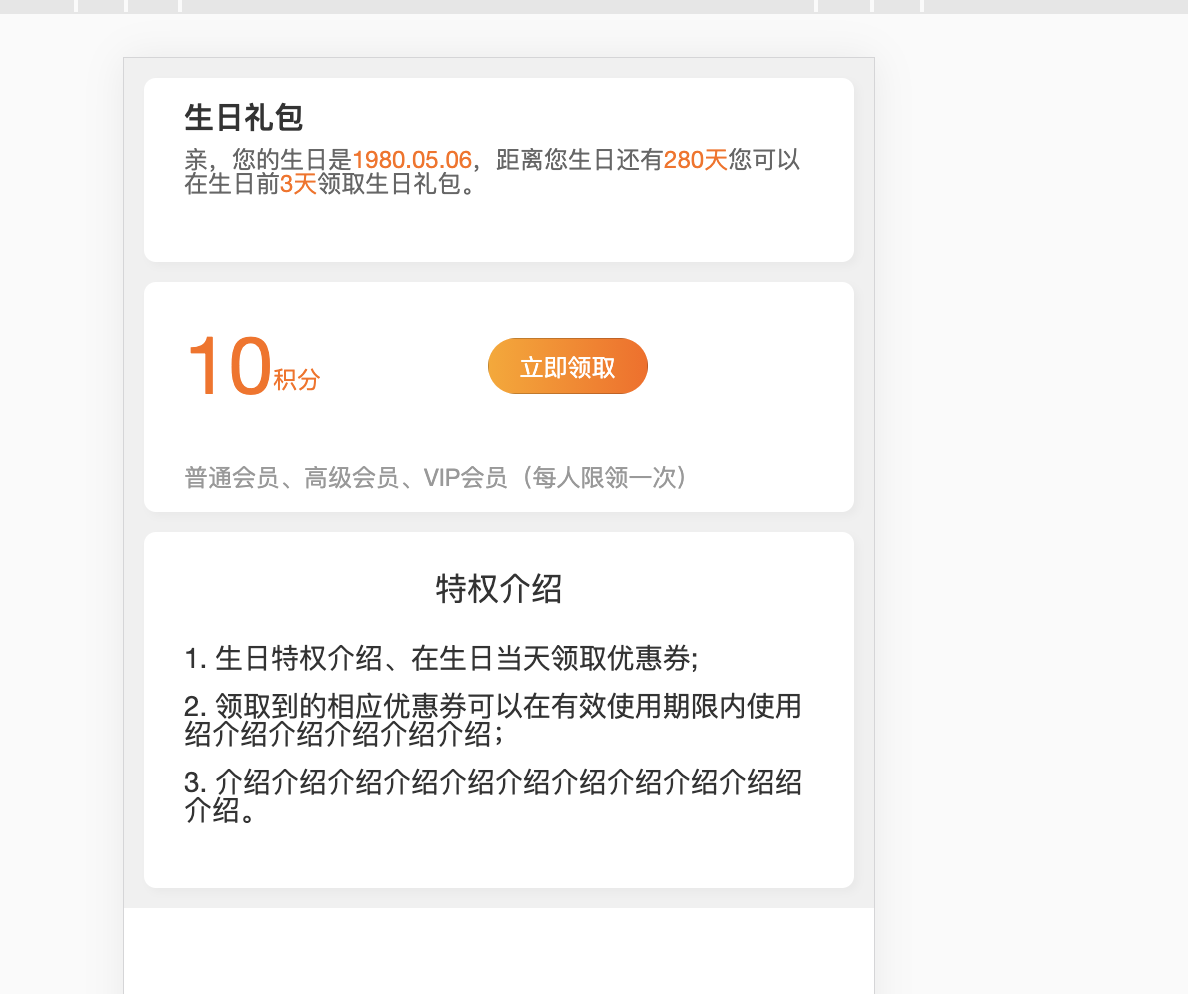 生日礼包
亲，您的生日是1980.05.06，距离您生日还有280天您可以
在生日前3天领取生日礼包。
10积分
立即领取
普通会员、高级会员、VIP会员（每人限领一次）
特权介绍
1. 生日特权介绍、在生日当天领取优惠券;
2. 领取到的相应优惠券可以在有效使用期限内使用
绍介绍介绍介绍介绍介绍；
3. 介绍介绍介绍介绍介绍介绍介绍介绍介绍介绍绍
介绍。